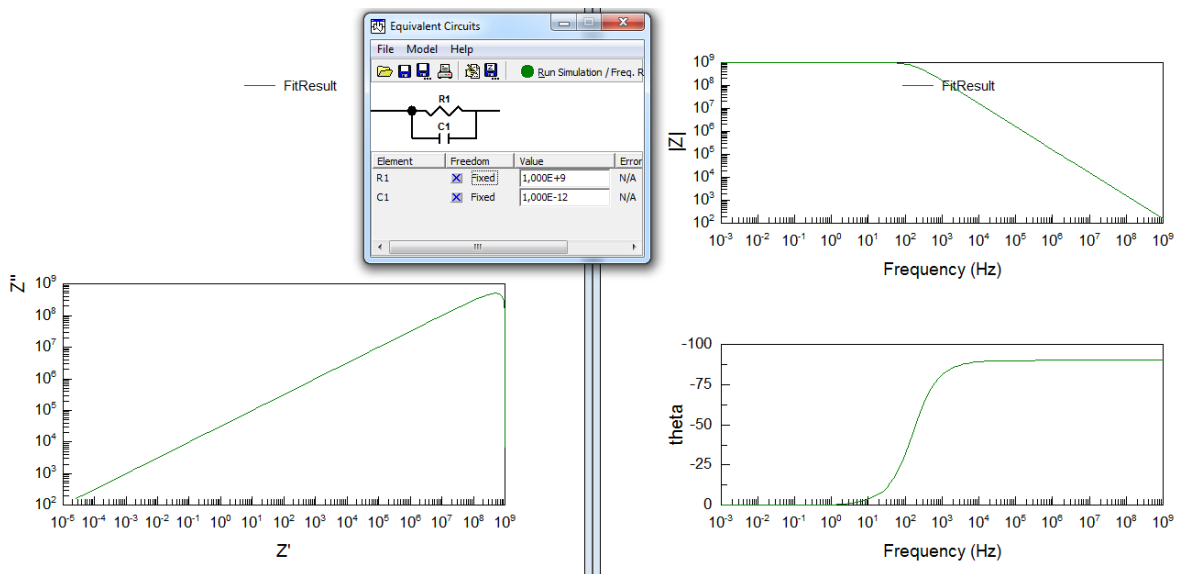 Equivalent Circuits
File Model Help
Run Simulation / Freq. R
R1
C1
Element Freedom Value Error
R1 Fixed 1,000E+9 N/A
C1 Fixed 1,000E-12 N/A
FitResult
Z''
10⁹
10⁸
10⁷
10⁶
10⁵
10⁴
10³
10²
10⁻⁵ 10⁻⁴ 10⁻³ 10⁻² 10⁻¹ 10⁰ 10¹ 10² 10³ 10⁴ 10⁵ 10⁶ 10⁷ 10⁸ 10⁹
Z'
FitResult
|Z|
10⁹
10⁸
10⁷
10⁶
10⁵
10⁴
10³
10²
10⁻³ 10⁻² 10⁻¹ 10⁰ 10¹ 10² 10³ 10⁴ 10⁵ 10⁶ 10⁷ 10⁸ 10⁹
Frequency (Hz)
theta
-100
-75
-50
-25
0
10⁻³ 10⁻² 10⁻¹ 10⁰ 10¹ 10² 10³ 10⁴ 10⁵ 10⁶ 10⁷ 10⁸ 10⁹
Frequency (Hz)